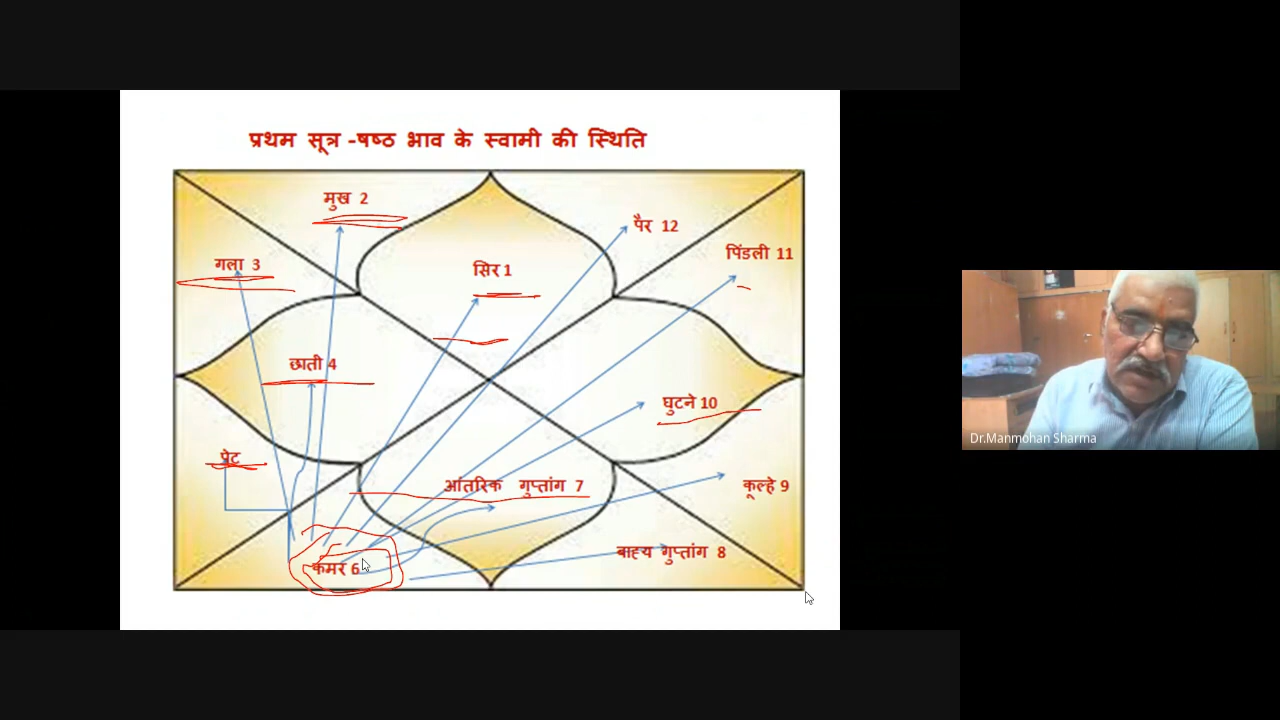 प्रथम सूत्र -षष्ठ भाव के स्वामी की स्थिति
मुख 2
पैर 12
पिंडली 11
गला 3
सिर 1
छाती 4
घुटने 10
पेट
आंतरिक गुप्तांग 7
कूल्हे 9
बाह्य गुप्तांग 8
कमर 6
Dr.Manmohan Sharma